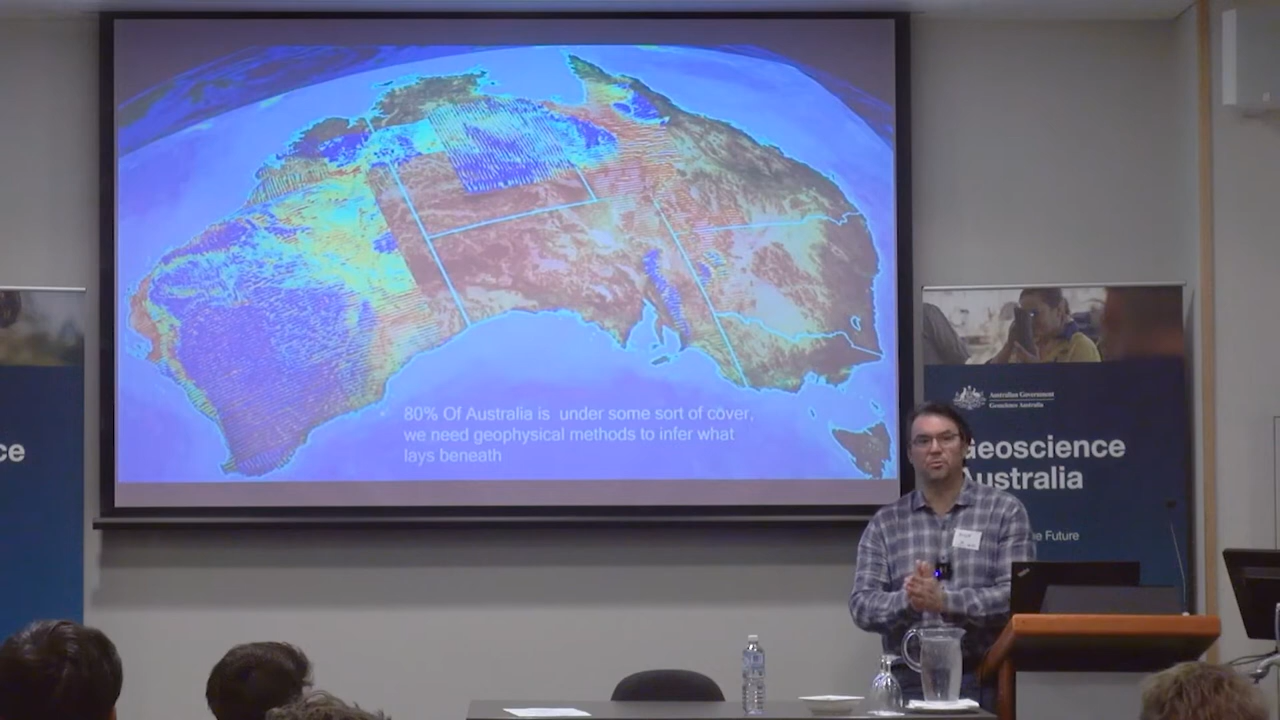 80% Of Australia is  under some sort of cover,
we need geophysical methods to infer what
lays beneath
ce
Australian Government
Geoscience Australia
Geoscience
Australia
e Future